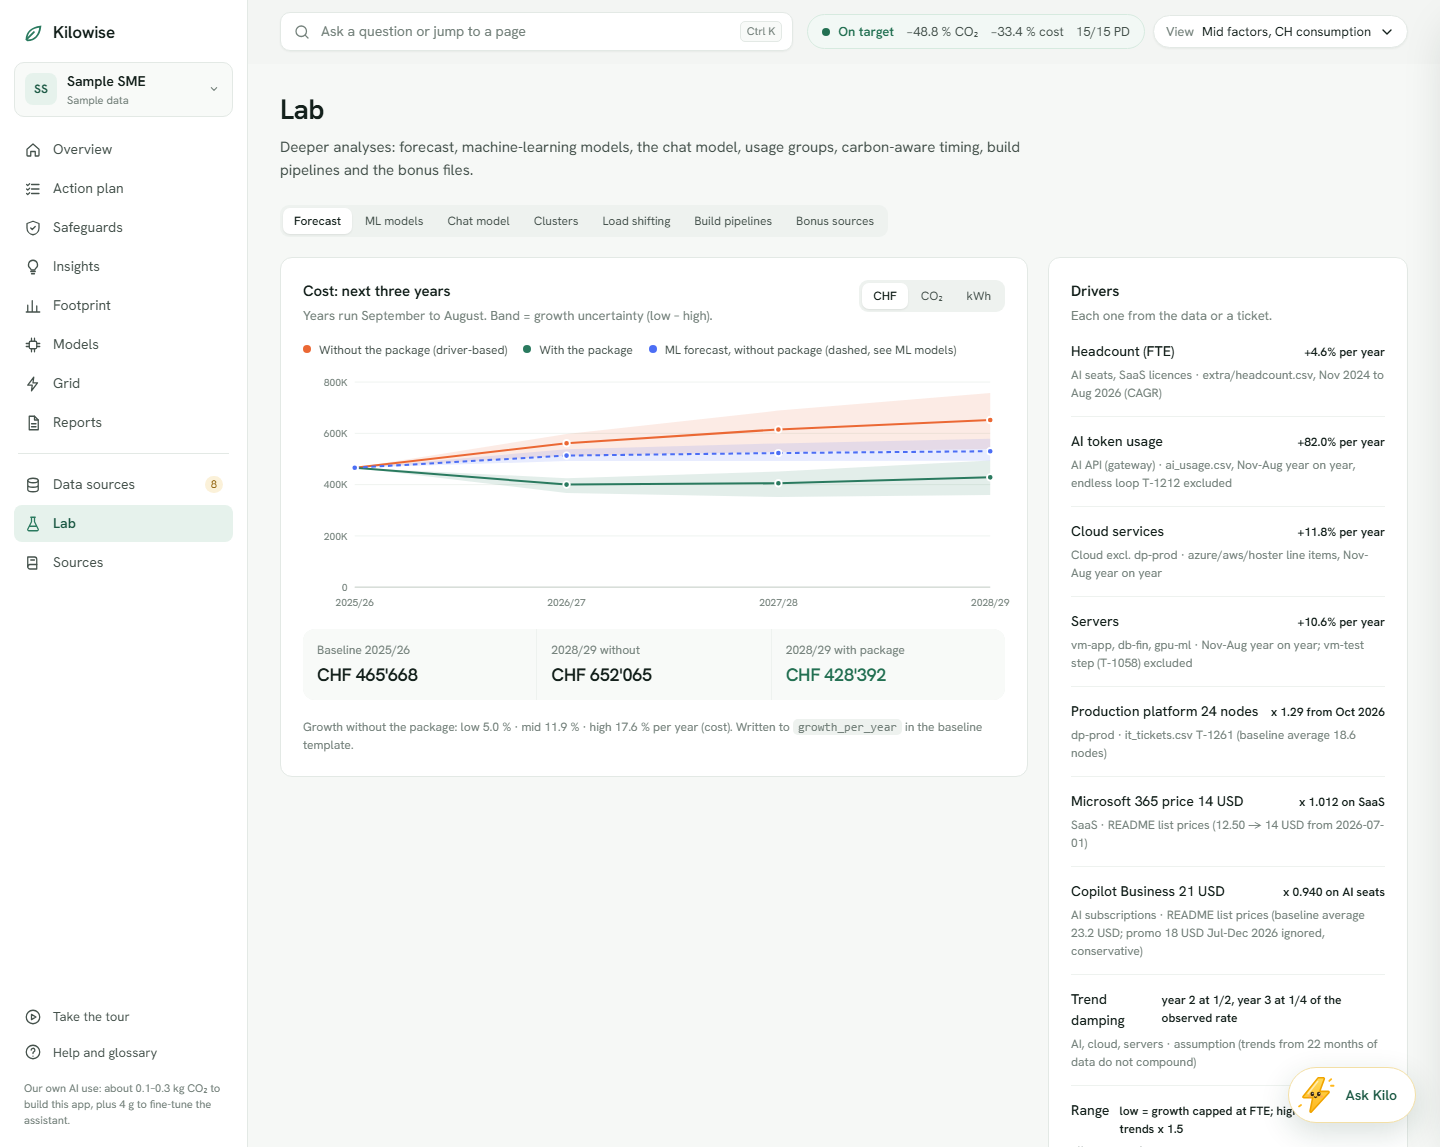 Kilowise
SS
Sample SME
Sample data
Overview
Action plan
Safeguards
Insights
Footprint
Models
Grid
Reports
Data sources
8
Lab
Sources
Take the tour
Help and glossary
Our own AI use: about 0.1–0.3 kg CO₂ to
build this app, plus 4 g to fine-tune the
assistant.
Ask a question or jump to a page
Ctrl K
On target −48.8 % CO₂ −33.4 % cost 15/15 PD
View Mid factors, CH consumption
Lab
Deeper analyses: forecast, machine-learning models, the chat model, usage groups, carbon-aware timing, build
pipelines and the bonus files.
Forecast ML models Chat model Clusters Load shifting Build pipelines Bonus sources
Cost: next three years
Years run September to August. Band = growth uncertainty (low – high).
CHF CO₂ kWh
Without the package (driver-based) With the package ML forecast, without package (dashed, see ML models)
800K
600K
400K
200K
0
2025/26 2026/27 2027/28 2028/29
Baseline 2025/26
CHF 465'668
2028/29 without
CHF 652'065
2028/29 with package
CHF 428'392
Growth without the package: low 5.0 % · mid 11.9 % · high 17.6 % per year (cost). Written to growth_per_year in the baseline
template.
Drivers
Each one from the data or a ticket.
Headcount (FTE) +4.6% per year
AI seats, SaaS licences · extra/headcount.csv, Nov 2024 to
Aug 2026 (CAGR)
AI token usage +82.0% per year
AI API (gateway) · ai_usage.csv, Nov-Aug year on year,
endless loop T-1212 excluded
Cloud services +11.8% per year
Cloud excl. dp-prod · azure/aws/hoster line items, Nov-
Aug year on year
Servers +10.6% per year
vm-app, db-fin, gpu-ml · Nov-Aug year on year; vm-test
step (T-1058) excluded
Production platform 24 nodes x 1.29 from Oct 2026
dp-prod · it_tickets.csv T-1261 (baseline average 18.6
nodes)
Microsoft 365 price 14 USD x 1.012 on SaaS
SaaS · README list prices (12.50 → 14 USD from 2026-07-
01)
Copilot Business 21 USD x 0.940 on AI seats
AI subscriptions · README list prices (baseline average
23.2 USD; promo 18 USD Jul-Dec 2026 ignored,
conservative)
Trend damping
year 2 at 1/2, year 3 at 1/4 of the
observed rate
AI, cloud, servers · assumption (trends from 22 months of
data do not compound)
Range low = growth capped at FTE;
trends x 1.5
Ask Kilo